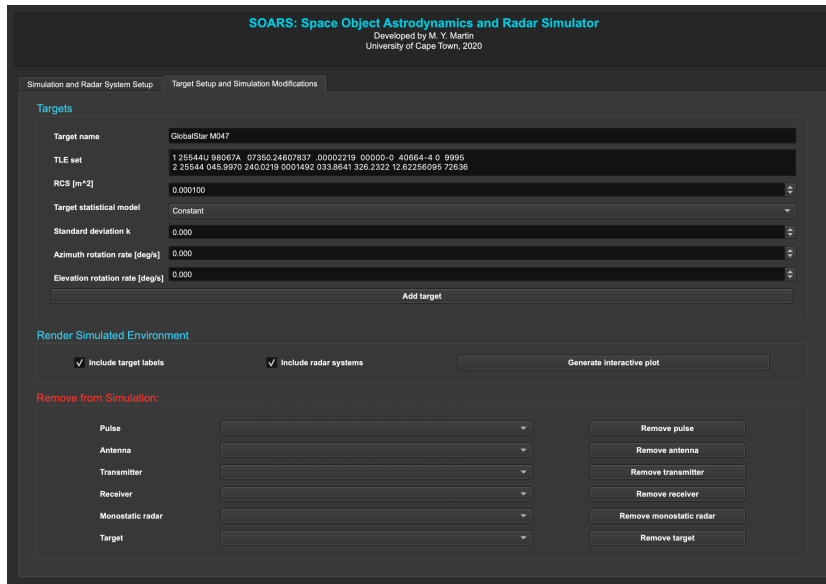 SOARS: Space Object Astrodynamics and Radar Simulator
Developed by M. Y. Martin
University of Cape Town, 2020
Simulation and Radar System Setup Target Setup and Simulation Modifications
Targets
Target name GlobalStar M047
TLE set 1 25544U 98067A 07350.24607837 .00002219 00000-0 40664-4 0 9995
2 25544 045.9970 240.0219 0001492 033.8641 326.2322 12.62256095 72636
RCS [m^2] 0.000100
Target statistical model Constant
Standard deviation k 0.000
Azimuth rotation rate [deg/s] 0.000
Elevation rotation rate [deg/s] 0.000
Add target
Render Simulated Environment
Include target labels Include radar systems Generate interactive plot
Remove from Simulation:
Pulse Remove pulse
Antenna Remove antenna
Transmitter Remove transmitter
Receiver Remove receiver
Monostatic radar Remove monostatic radar
Target Remove target